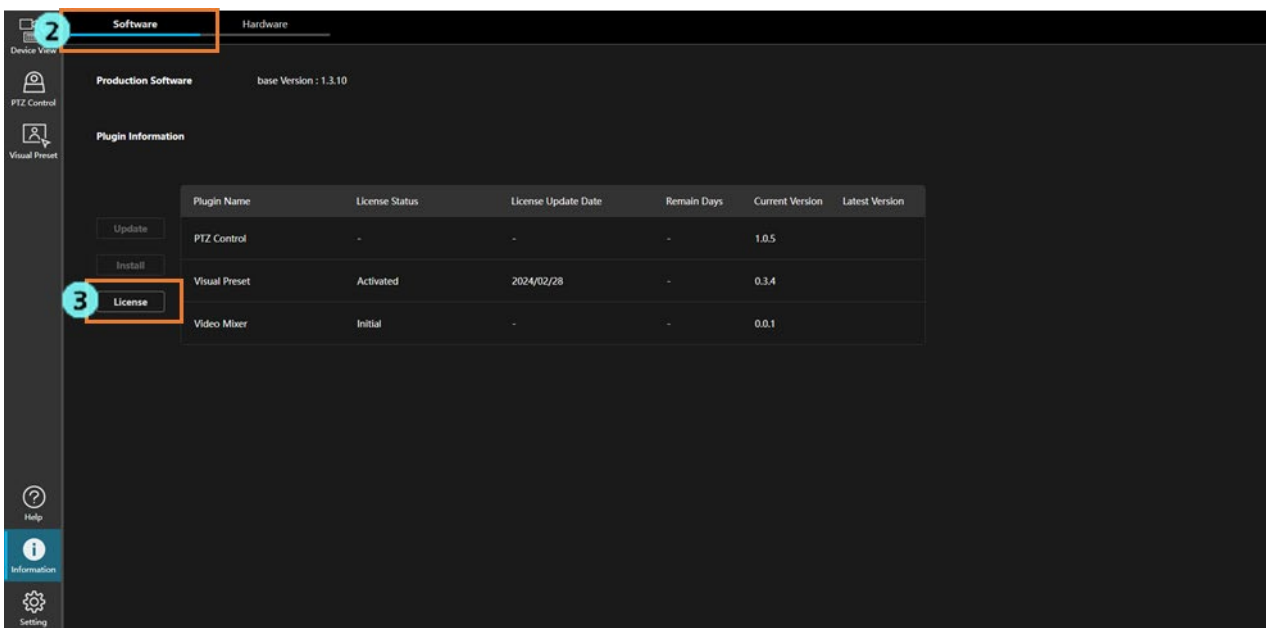 2
Software Hardware
Device View
Production Software base Version : 1.3.10
PTZ Control
Plugin Information
Visual Preset
Plugin Name License Status License Update Date Remain Days Current Version Latest Version
Update
PTZ Control - - - 1.0.5
Install
Visual Preset Activated 2024/02/28 - 0.3.4
3
License
Video Mixer Initial - - 0.0.1
Help
Information
Setting